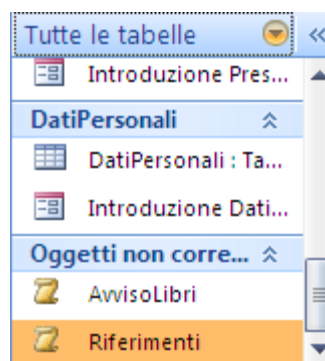 Tutte le tabelle «
Introduzione Pres...
DatiPersonali
DatiPersonali : Ta...
Introduzione Dati...
Oggetti non corre...
AvvisoLibri
Riferimenti